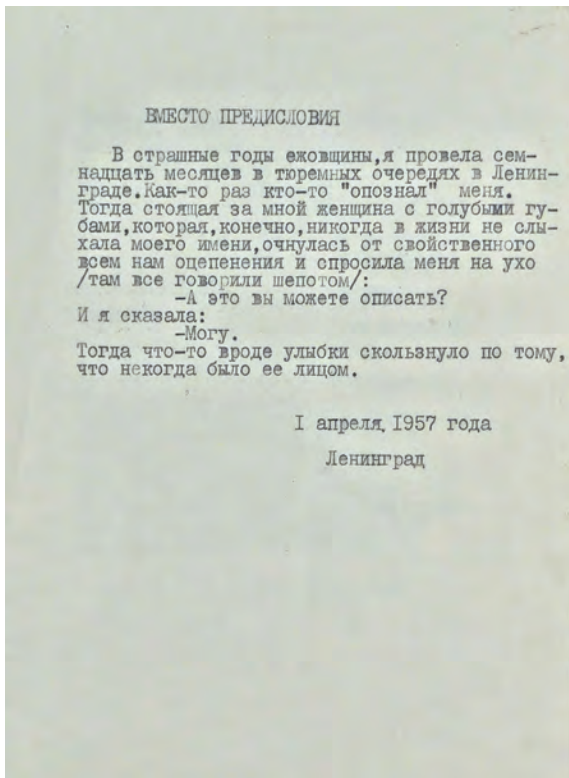 ВМЕСТО ПРЕДИСЛОВИЯ
В страшные годы ежовщины,я провела сем-
надцать месяцев в тюремных очередях в Ленин-
граде.Как-то раз кто-то "опознал" меня.
Тогда стоящая за мной женщина с голубыми гу-
бами,которая,конечно,никогда в жизни не слы-
хала моего имени,очнулась от свойственного
всем нам оцепенения и спросила меня на ухо
/там все говорили шепотом/:
-А это вы можете описать?
И я сказала:
-Могу.
Тогда что-то вроде улыбки скользнуло по тому,
что некогда было ее лицом.
I апреля, 1957 года
Ленинград